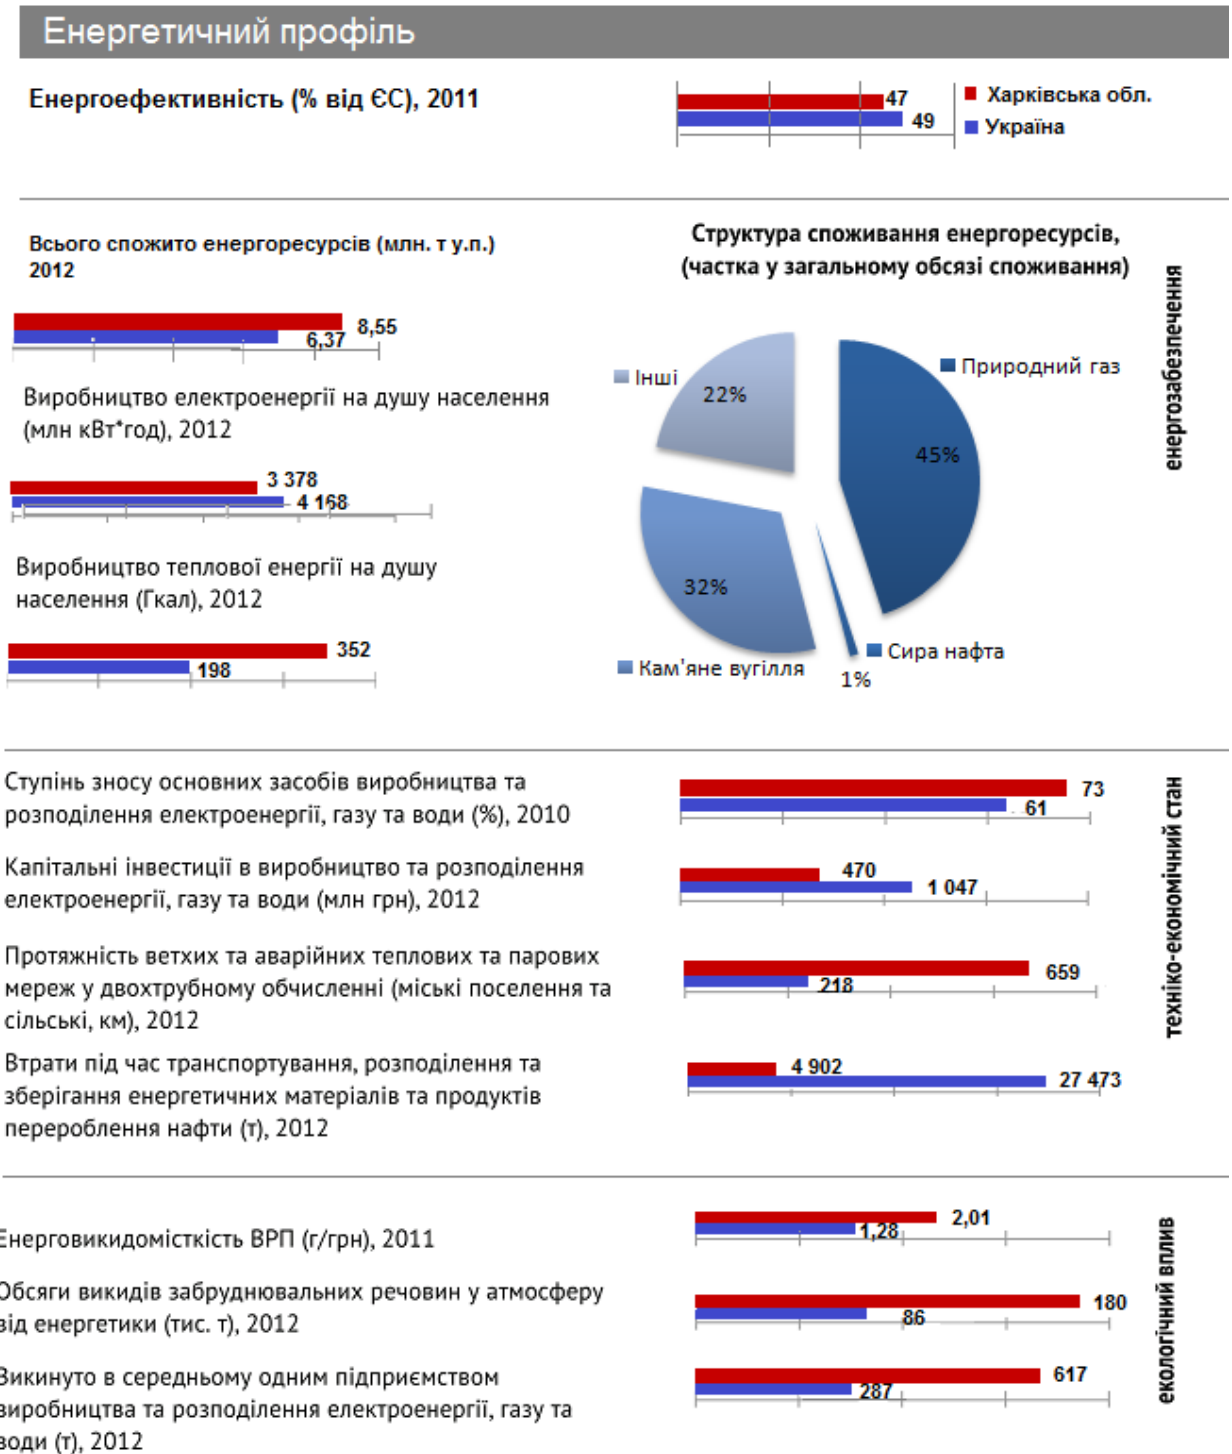 Енергетичний профіль
Енергоефективність (% від ЄС), 2011
47
49
Харківська обл.
Україна
Всього спожито енергоресурсів (млн. т у.п.)
2012
8,55
6,37
Виробництво електроенергії на душу населення
(млн кВт*год), 2012
3 378
4 168
Виробництво теплової енергії на душу
населення (Гкал), 2012
352
198
Структура споживання енергоресурсів,
(частка у загальному обсязі споживання)
Інші
22%
Природний газ
45%
32%
Кам'яне вугілля
Сира нафта
1%
енергозабезпечення
Ступінь зносу основних засобів виробництва та
розподілення електроенергії, газу та води (%), 2010
73
61
Капітальні інвестиції в виробництво та розподілення
електроенергії, газу та води (млн грн), 2012
470
1 047
Протяжність ветхих та аварійних теплових та парових
мереж у двохтрубному обчисленні (міські поселення та
сільські, км), 2012
659
218
Втрати під час транспортування, розподілення та
зберігання енергетичних матеріалів та продуктів
перероблення нафти (т), 2012
4 902
27 473
техніко-економічний стан
Енерговикидомісткість ВРП (г/грн), 2011
2,01
1,28
Обсяги викидів забруднювальних речовин у атмосферу
від енергетики (тис. т), 2012
180
86
Викинуто в середньому одним підприємством
виробництва та розподілення електроенергії, газу та
води (т), 2012
617
287
екологічний вплив